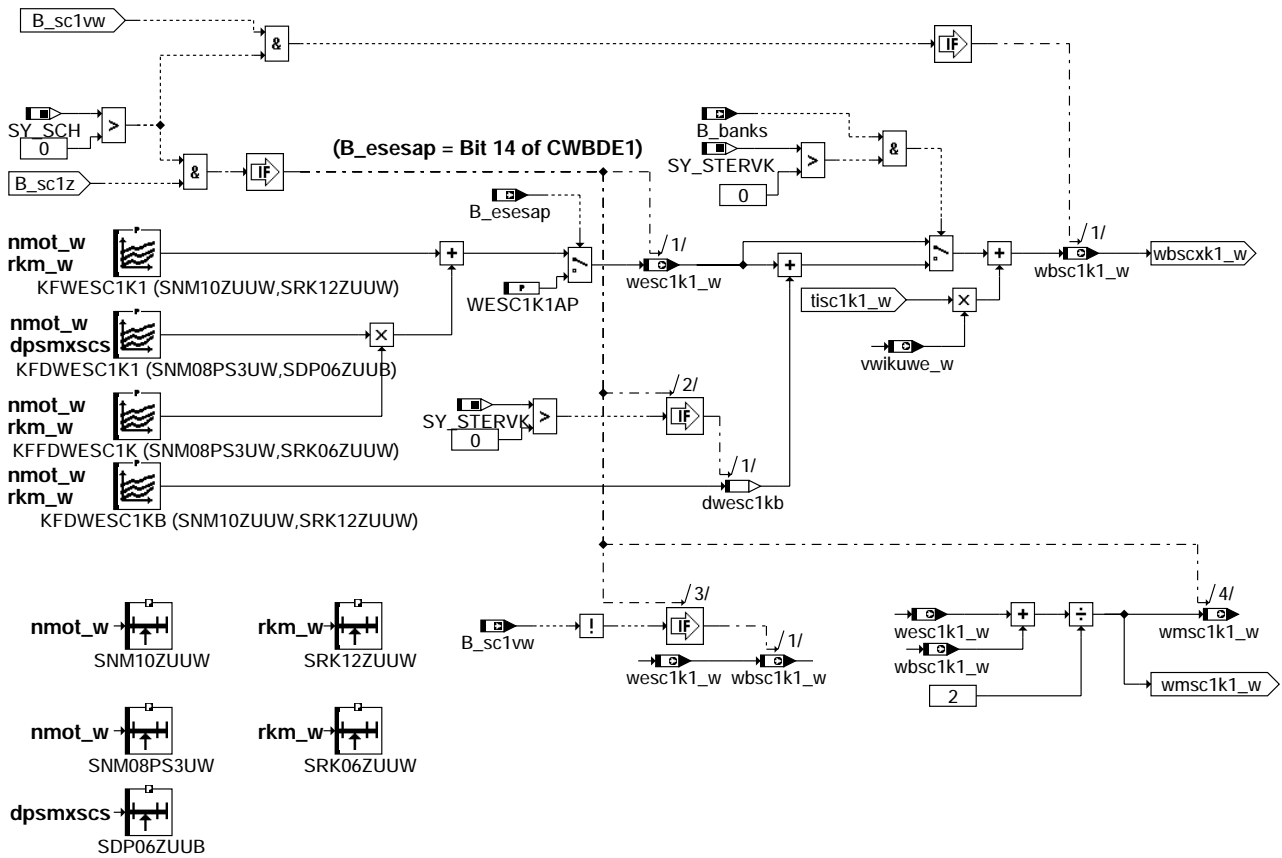 B_sc1vw
&
IF
SY_SCH
>
0
B_sc1z
&
IF
(B_esesap = Bit 14 of CWBDE1)
B_banks
SY_STERVK
>
0
&
B_esesap
/1/
/1/
nmot_w
rkm_w
P
KFWESC1K1 (SNM10ZUUW,SRK12ZUUW)
+
P
WESC1K1AP
wesc1k1_w
+
+
wbsc1k1_w
wbscxk1_w
tisc1k1_w
×
vwikuwe_w
nmot_w
dpsmxscs
P
KFDWESC1K1 (SNM08PS3UW,SDP06ZUUB)
×
nmot_w
rkm_w
P
KFFDWESC1K (SNM08PS3UW,SRK06ZUUW)
SY_STERVK
>
0
/2/
IF
nmot_w
rkm_w
P
KFDWESC1KB (SNM10ZUUW,SRK12ZUUW)
/1/
dwesc1kb
nmot_w
SNM10ZUUW
rkm_w
SRK12ZUUW
B_sc1vw
!
/3/
IF
/1/
wesc1k1_w
wbsc1k1_w
wesc1k1_w
wbsc1k1_w
+
÷
2
/4/
wmsc1k1_w
wmsc1k1_w
nmot_w
SNM08PS3UW
rkm_w
SRK06ZUUW
dpsmxscs
SDP06ZUUB